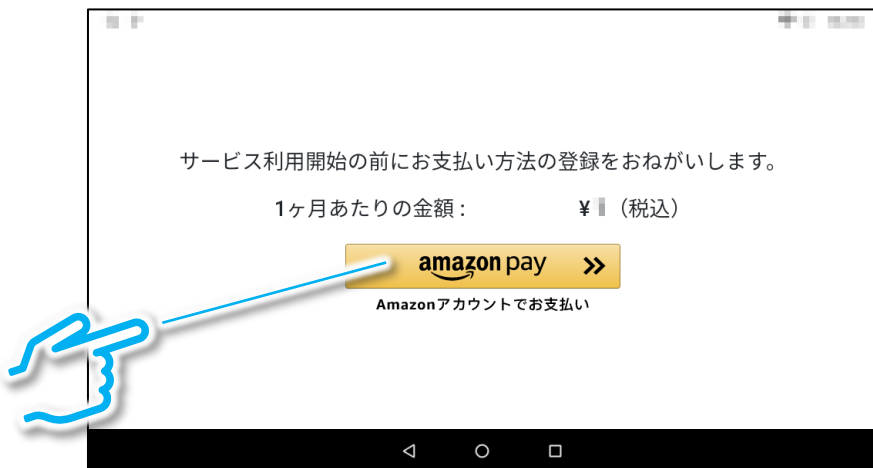 サービス利用開始の前にお支払い方法の登録をおねがいします。
1ヶ月あたりの金額： ¥ （税込）
amazon pay
Amazonアカウントでお支払い